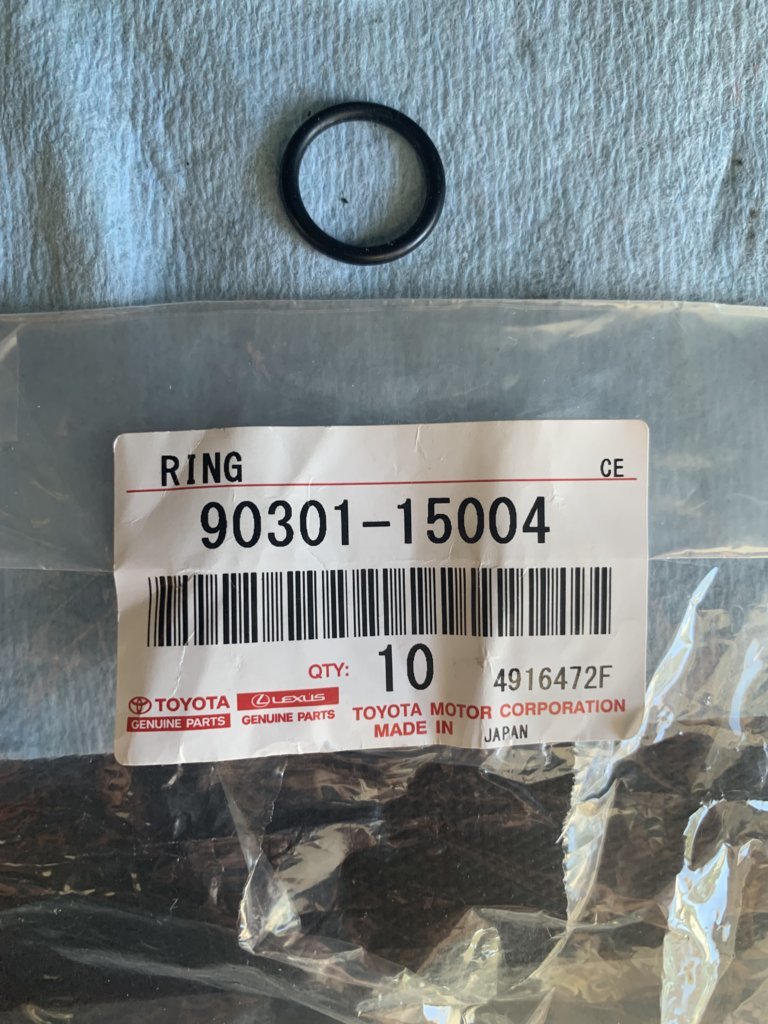 RING CE
90301-15004
QTY: 10 4916472F
TOYOTA LEXUS TOYOTA MOTOR CORPORATION
GENUINE PARTS GENUINE PARTS MADE IN JAPAN